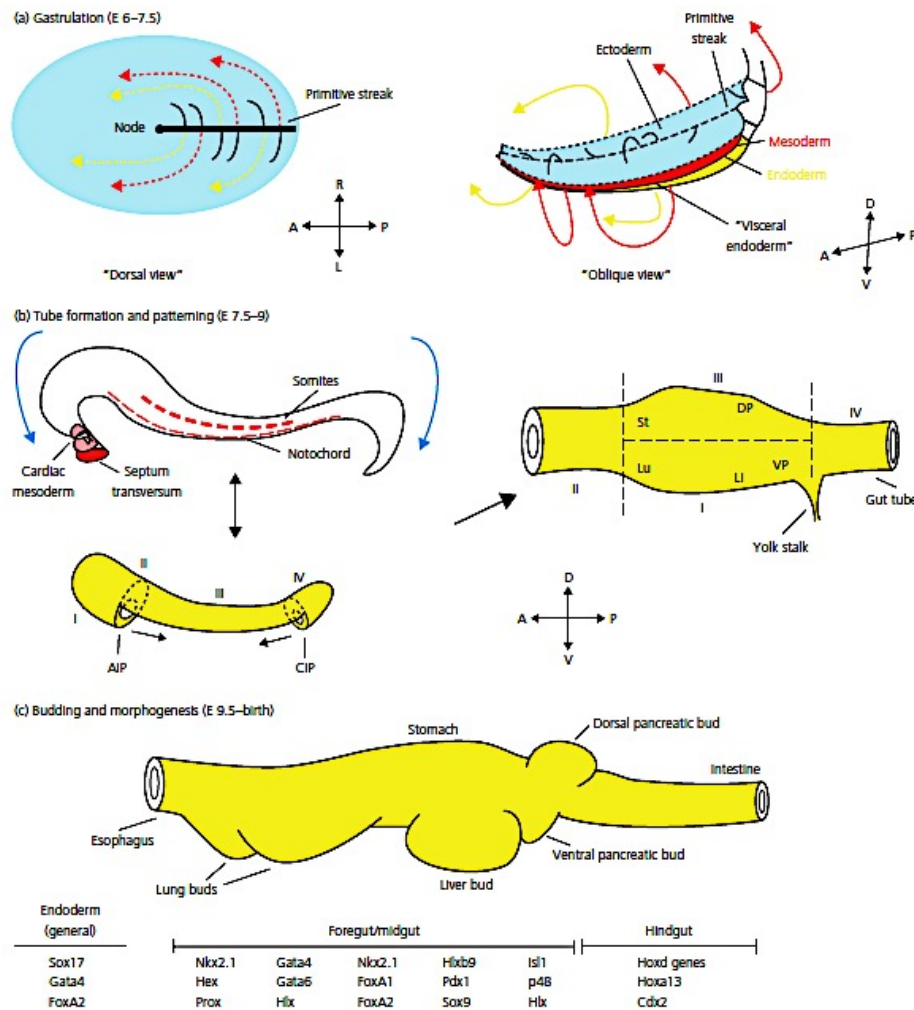 (a) Gastrulation (E 6–7.5)
Primitive streak
Node
R
A
P
L
"Dorsal view"
Primitive
streak
Ectoderm
Mesoderm
Endoderm
"Visceral
endoderm"
"Oblique view"
D
P
A
V
(b) Tube formation and patterning (E 7.5–9)
Somites
Notochord
Cardiac
mesoderm
Septum
transversum
III
DP
IV
St
Lu
LI
VP
II
I
Gut tube
Yolk stalk
II
III
IV
I
AIP
CIP
D
A
P
V
(c) Budding and morphogenesis (E 9.5–birth)
Dorsal pancreatic bud
Stomach
Intestine
Esophagus
Ventral pancreatic bud
Lung buds
Liver bud
Endoderm
(general)
Foregut/midgut
Hindgut
Sox17 Nkx2.1 Gata4 Nkx2.1 Hlxb9 Isl1 Hoxd genes
Gata4 Hex Gata6 FoxA1 Pdx1 p48 Hoxa13
FoxA2 Prox Hlx FoxA2 Sox9 Hlx Cdx2